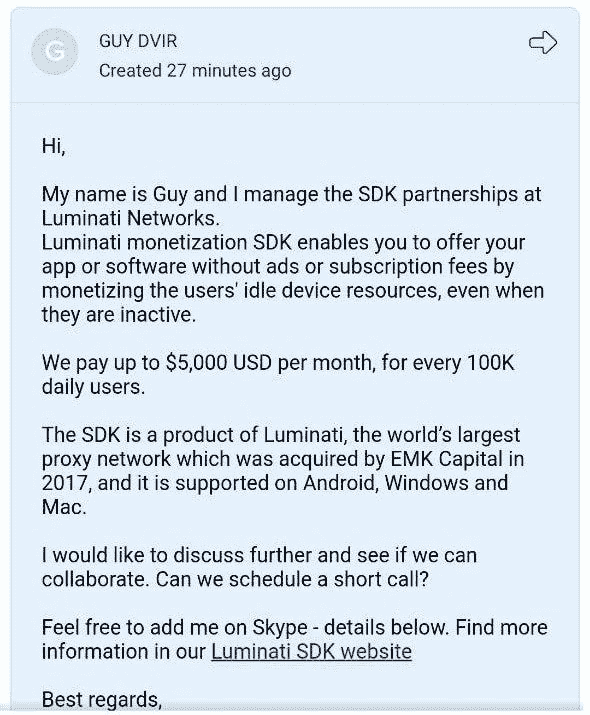 G
GUY DVIR
Created 27 minutes ago
Hi,
My name is Guy and I manage the SDK partnerships at
Luminati Networks.
Luminati monetization SDK enables you to offer your
app or software without ads or subscription fees by
monetizing the users' idle device resources, even when
they are inactive.
We pay up to $5,000 USD per month, for every 100K
daily users.
The SDK is a product of Luminati, the world’s largest
proxy network which was acquired by EMK Capital in
2017, and it is supported on Android, Windows and
Mac.
I would like to discuss further and see if we can
collaborate. Can we schedule a short call?
Feel free to add me on Skype - details below. Find more
information in our Luminati SDK website
Best regards,